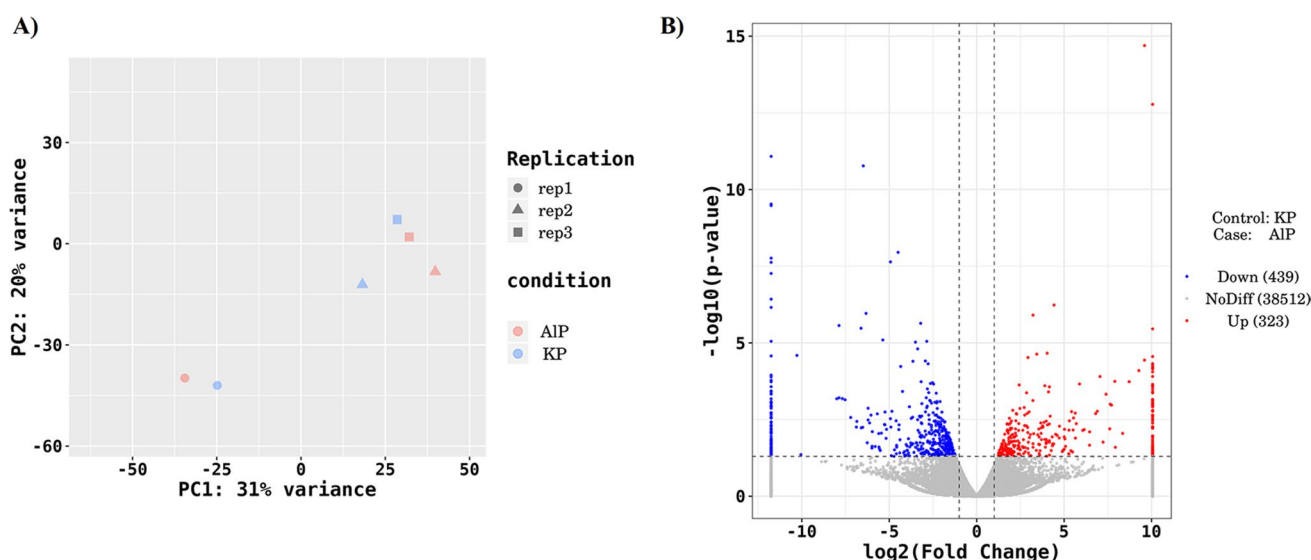 A)
30
0
-30
-60
PC2: 20% variance
-50
-25
0
25
50
PC1: 31% variance
Replication
rep1
rep2
rep3
condition
AlP
KP
B)
15
10
5
0
-log10(p-value)
-10
-5
0
5
10
log2(Fold Change)
Control: KP
Case: AlP
Down (439)
NoDiff (38512)
Up (323)